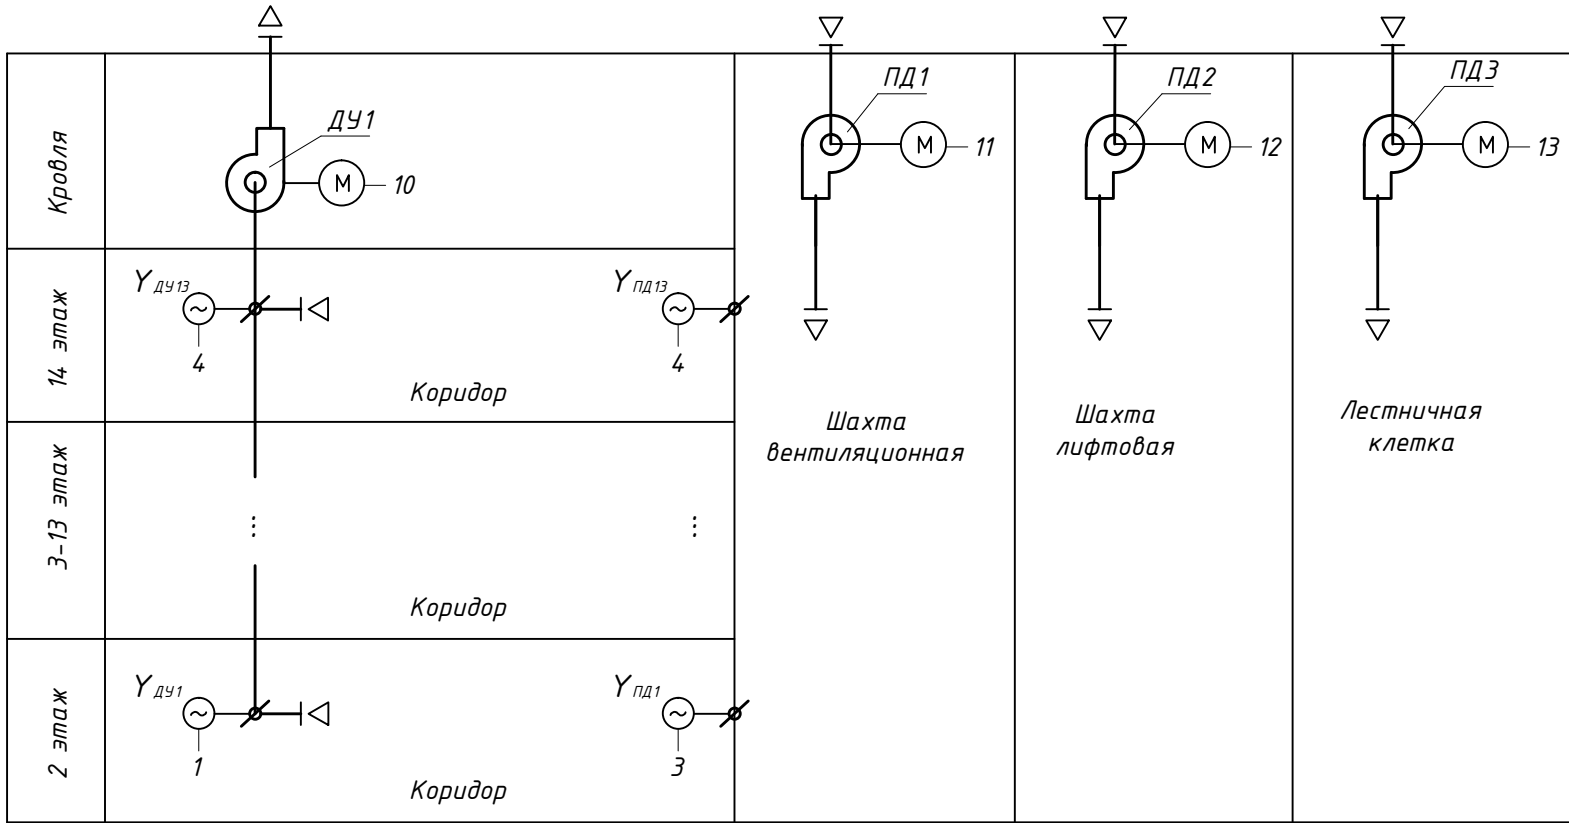 Кровля
ДУ1
М
10
ПД1
М
11
ПД2
М
12
ПД3
М
13
14 этаж
Y ДУ13
4
Y ПД13
4
Коридор
Шахта
вентиляционная
Шахта
лифтовая
Лестничная
клетка
3-13 этаж
...
...
Коридор
2 этаж
Y ДУ1
1
Y ПД1
3
Коридор